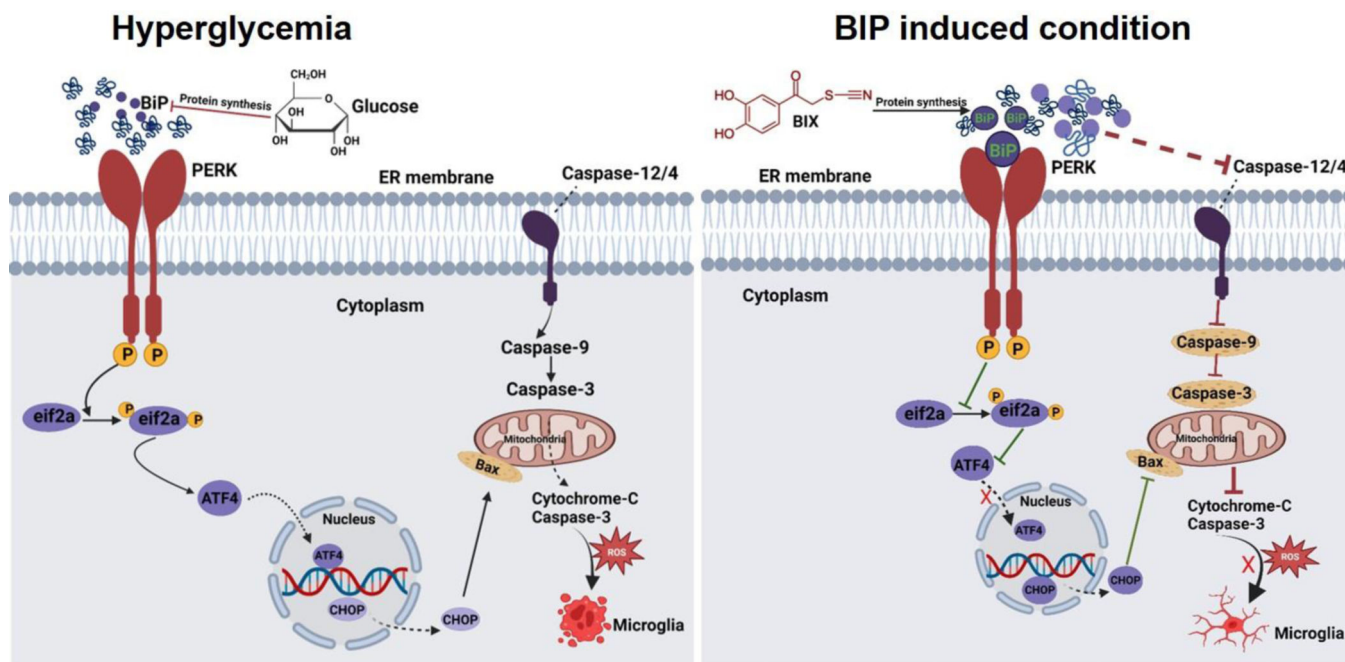 Hyperglycemia
BiP
Protein synthesis
CH₂OH
O
OH
OH
OH
OH
Glucose
PERK
ER membrane
Caspase-12/4
Cytoplasm
P
P
Caspase-9
Caspase-3
eif2a
P
eif2a
P
Mitochondria
Bax
ATF4
Cytochrome-C
Caspase-3
Nucleus
ATF4
ROS
CHOP
CHOP
Microglia
BIP induced condition
O
HO
HO
S
N
BIX
Protein synthesis
BiP
BiP
BiP
PERK
ER membrane
Caspase-12/4
Cytoplasm
P
P
Caspase-9
Caspase-3
eif2a
P
eif2a
P
Mitochondria
Bax
ATF4
X
Nucleus
ATF4
Cytochrome-C
Caspase-3
X
ROS
CHOP
CHOP
Microglia